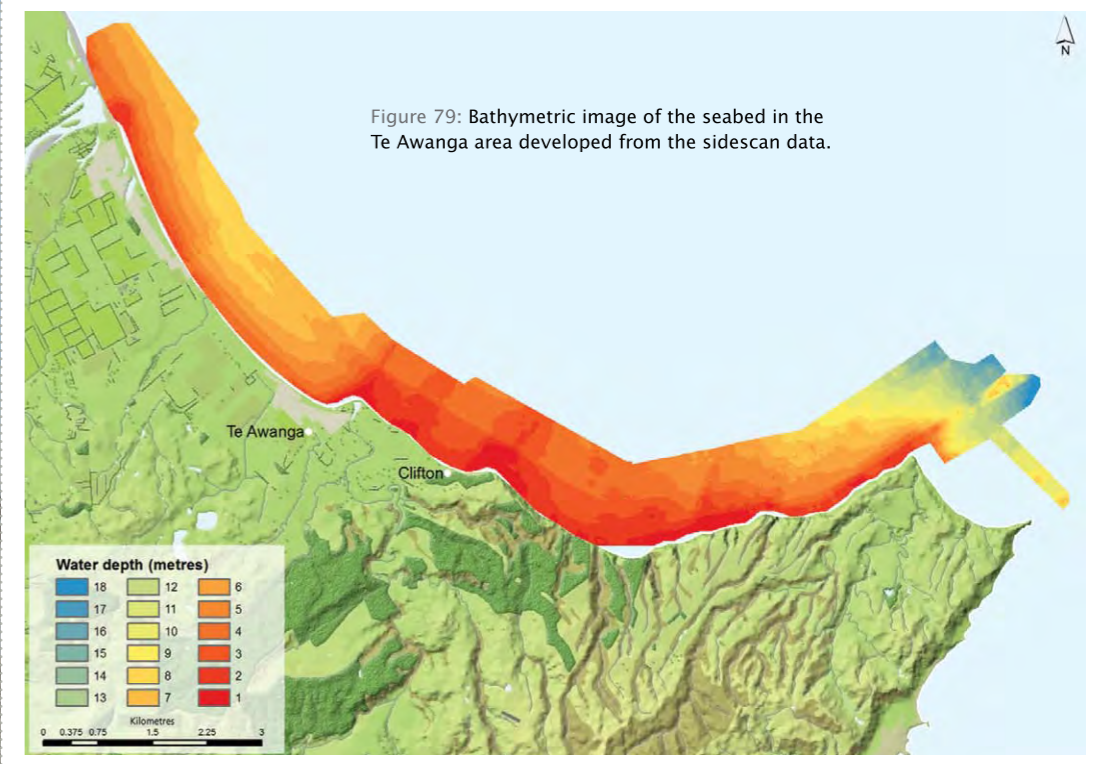 N
Figure 79: Bathymetric image of the seabed in the
Te Awanga area developed from the sidescan data.
Te Awanga
Clifton
Water depth (metres)
18 12 6
17 11 5
16 10 4
15 9 3
14 8 2
13 7 1
Kilometres
0 0.375 0.75 1.5 2.25 3